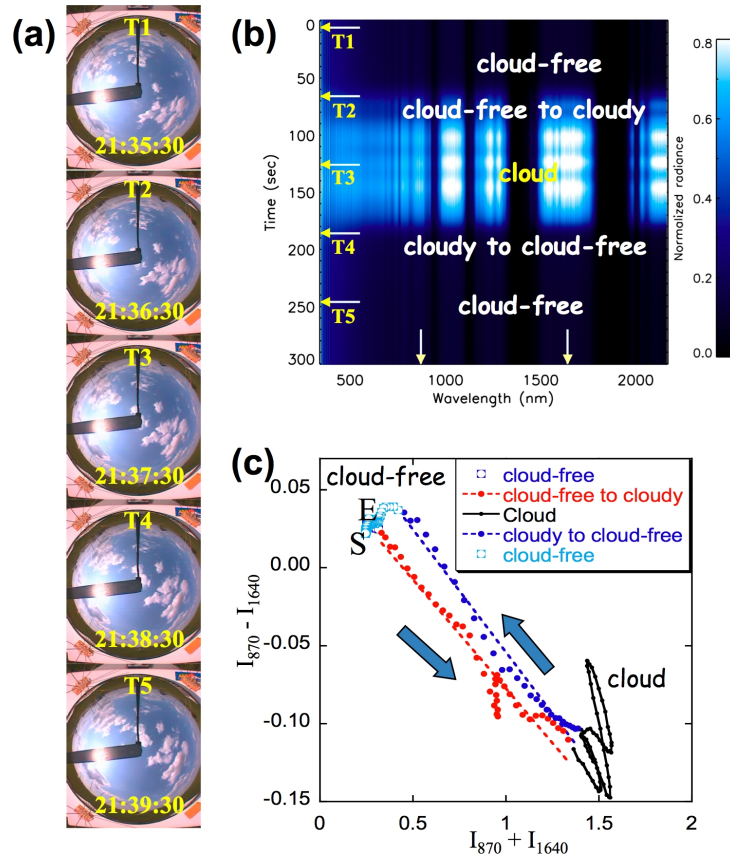 (a)
T1
21:35:30
T2
21:36:30
T3
21:37:30
T4
21:38:30
T5
21:39:30
(b)
0
50
100
150
200
250
300
Time (sec)
T1
T2
T3
T4
T5
cloud-free
cloud-free to cloudy
cloud
cloudy to cloud-free
cloud-free
500
1000
1500
2000
Wavelength (nm)
0.8
0.6
0.4
0.2
0.0
Normalized radiance
(c)
cloud-free
cloud-free
cloud-free to cloudy
Cloud
cloudy to cloud-free
cloud-free
E
S
cloud
0.05
0.00
-0.05
-0.10
-0.15
I870 - I1640
0
0.5
1
1.5
2
I870 + I1640